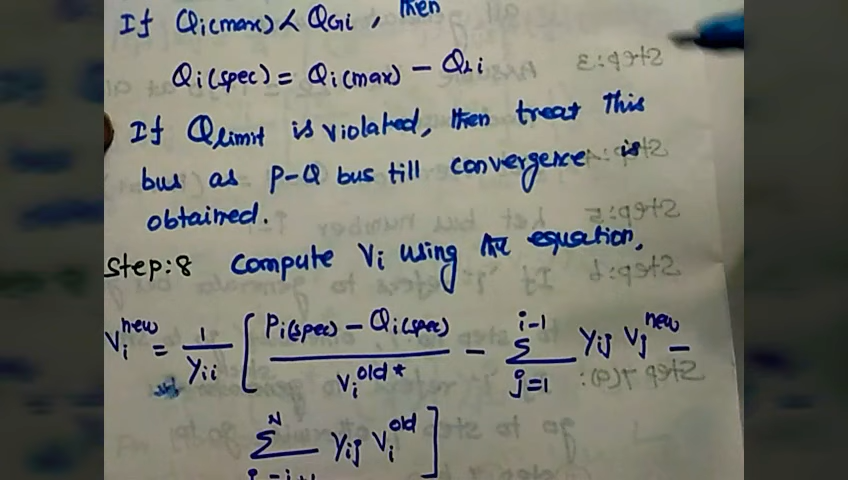 If Qi(max) < QGi, then
Qi(spec) = Qi(max) - QLi
If Qlimit is violated, then treat this
bus as P-Q bus till convergence is
obtained.
Step:8 Compute Vi using the equation,
Vi^new = 1/Yii [ Pi(spec) - Qi(spec) / Vi^old* - Σ_{j=1}^{i-1} Yij Vj^new -
Σ^N Yij Vi^old ]